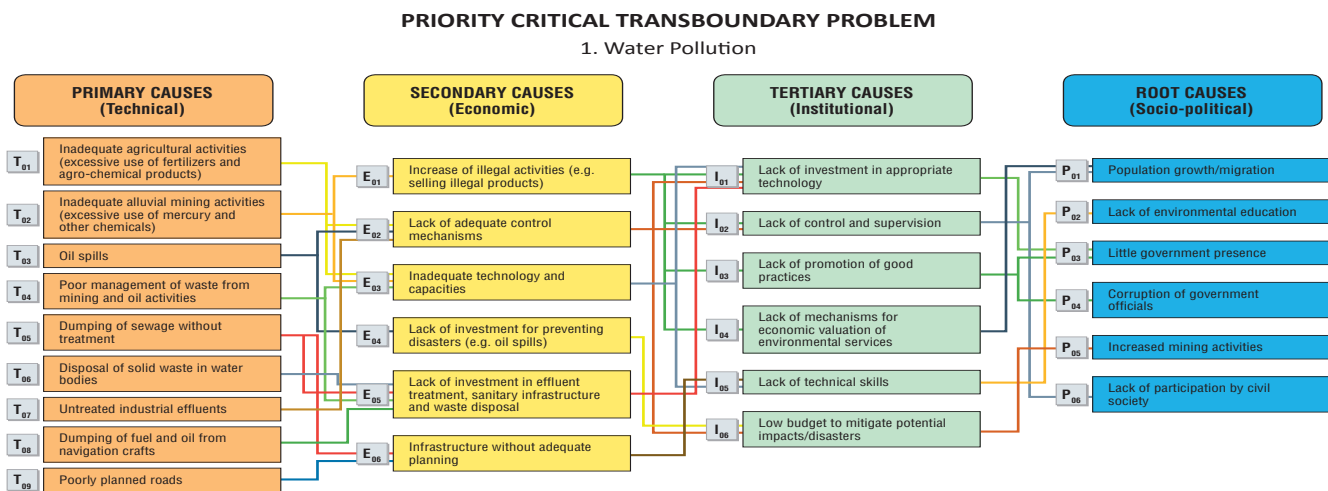 PRIORITY CRITICAL TRANSBOUNDARY PROBLEM
1. Water Pollution
PRIMARY CAUSES
(Technical)
T01
Inadequate agricultural activities
(excessive use of fertilizers and
agro-chemical products)
T02
Inadequate alluvial mining activities
(excessive use of mercury and
other chemicals)
T03
Oil spills
T04
Poor management of waste from
mining and oil activities
T05
Dumping of sewage without
treatment
T06
Disposal of solid waste in water
bodies
T07
Untreated industrial effluents
T08
Dumping of fuel and oil from
navigation crafts
T09
Poorly planned roads
SECONDARY CAUSES
(Economic)
E01
Increase of illegal activities (e.g.
selling illegal products)
E02
Lack of adequate control
mechanisms
E03
Inadequate technology and
capacities
E04
Lack of investment for preventing
disasters (e.g. oil spills)
E05
Lack of investment in effluent
treatment, sanitary infrastructure
and waste disposal
E06
Infrastructure without adequate
planning
TERTIARY CAUSES
(Institutional)
I01
Lack of investment in appropriate
technology
I02
Lack of control and supervision
I03
Lack of promotion of good
practices
I04
Lack of mechanisms for
economic valuation of
environmental services
I05
Lack of technical skills
I06
Low budget to mitigate potential
impacts/disasters
ROOT CAUSES
(Socio-political)
P01
Population growth/migration
P02
Lack of environmental education
P03
Little government presence
P04
Corruption of government
officials
P05
Increased mining activities
P06
Lack of participation by civil
society